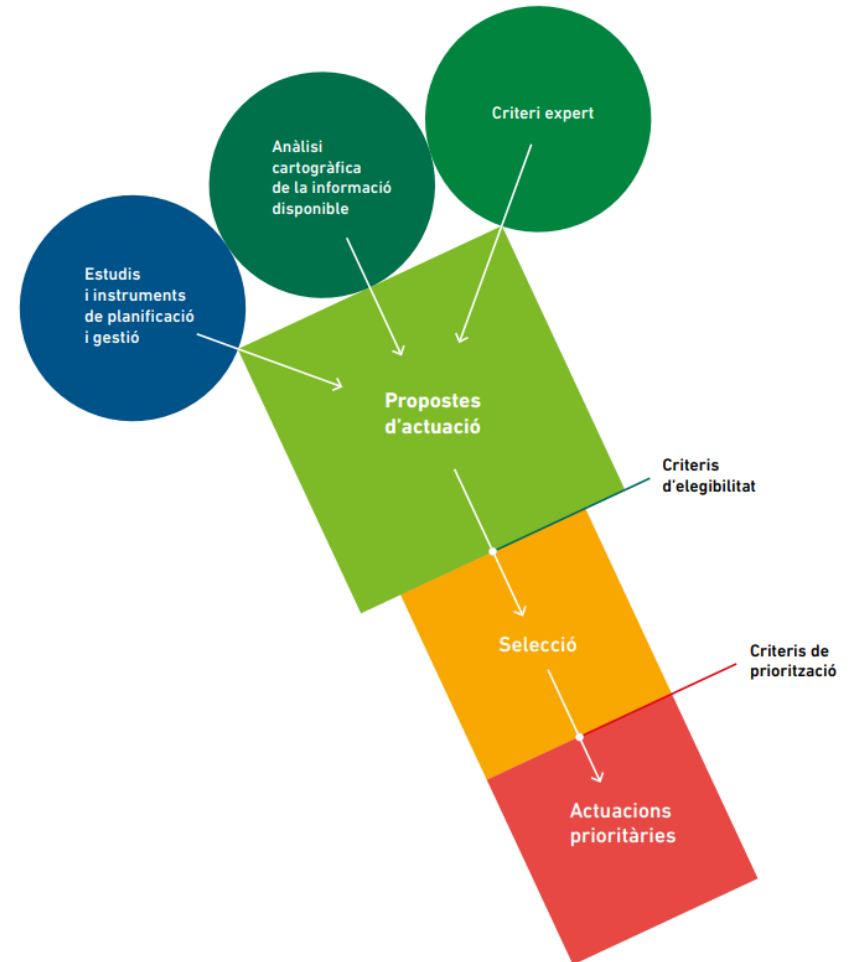 Criteri expert
Anàlisi
cartogràfica
de la informació
disponible
Estudis
i instruments
de planificació
i gestió
Propostes
d'actuació
Criteris
d'elegibilitat
Selecció
Criteris de
priorització
Actuacions
prioritàries